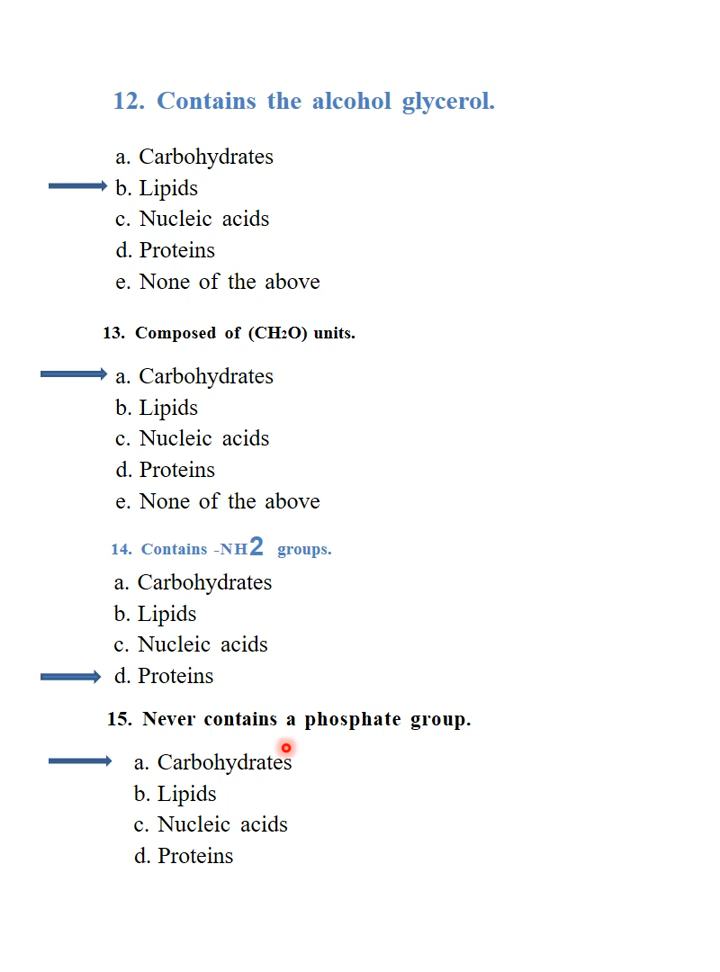 12. Contains the alcohol glycerol.
a. Carbohydrates
b. Lipids
c. Nucleic acids
d. Proteins
e. None of the above
13. Composed of (CH2O) units.
a. Carbohydrates
b. Lipids
c. Nucleic acids
d. Proteins
e. None of the above
14. Contains -NH2 groups.
a. Carbohydrates
b. Lipids
c. Nucleic acids
d. Proteins
15. Never contains a phosphate group.
a. Carbohydrates
b. Lipids
c. Nucleic acids
d. Proteins